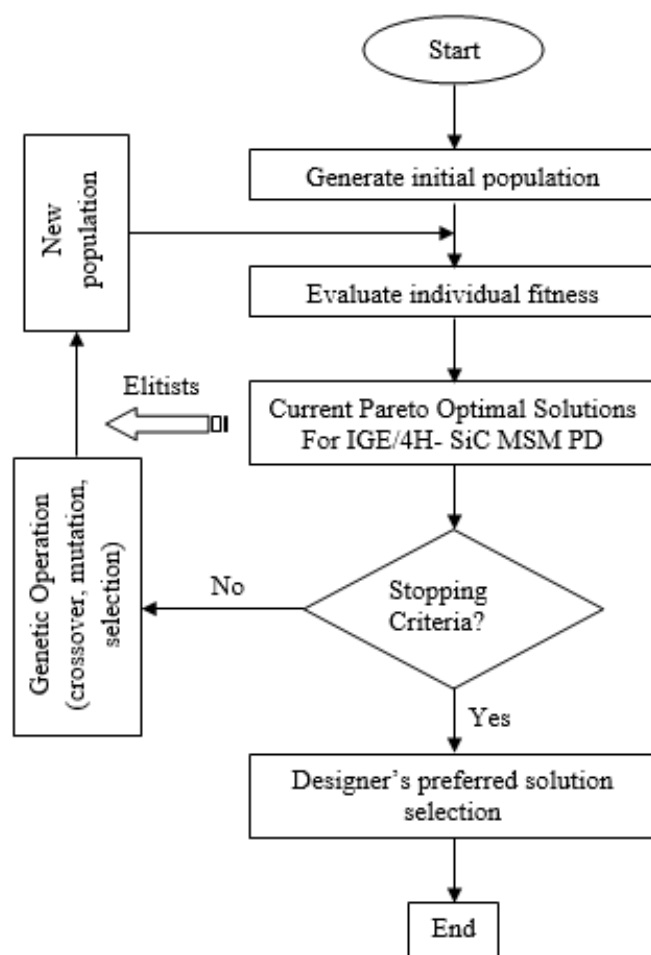 Start
Generate initial population
New
population
Evaluate individual fitness
Elitists
Current Pareto Optimal Solutions
For IGE/4H- SiC MSM PD
Genetic Operation
(crossover, mutation,
selection)
No
Stopping
Criteria?
Yes
Designer's preferred solution
selection
End